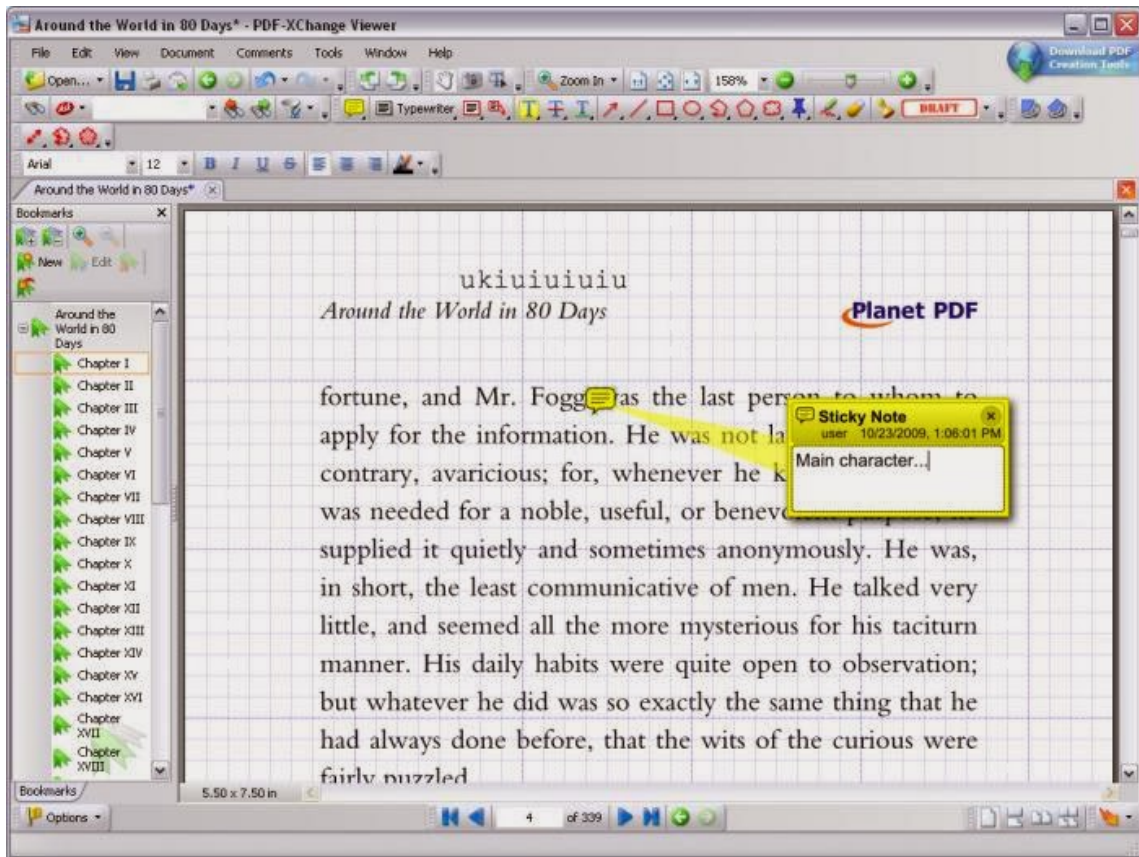 Around the World in 80 Days* - PDF-XChange Viewer
File Edit View Document Comments Tools Window Help
Download PDF
Creation Tools
Open... Zoom In 158%
Typewriter T T T DRAFT
Arial 12 B I U S
Around the World in 80 Days*
Bookmarks
New Edit
Around the
World in 80
Days
Chapter I
Chapter II
Chapter III
Chapter IV
Chapter V
Chapter VI
Chapter VII
Chapter VIII
Chapter IX
Chapter X
Chapter XI
Chapter XII
Chapter XIII
Chapter XIV
Chapter XV
Chapter XVI
Chapter
XVII
Chapter
XVIII
Bookmarks
Options
ukiuiuiuiu
Around the World in 80 Days
Planet PDF
fortune, and Mr. Fogg was the last person to whom to
apply for the information. He was not la
contrary, avaricious; for, whenever he k
was needed for a noble, useful, or benev
supplied it quietly and sometimes anonymously. He was,
in short, the least communicative of men. He talked very
little, and seemed all the more mysterious for his taciturn
manner. His daily habits were quite open to observation;
but whatever he did was so exactly the same thing that he
had always done before, that the wits of the curious were
fairly puzzled
Sticky Note
user 10/23/2009, 1:06:01 PM
Main character...
5.50 x 7.50 in
4 of 339